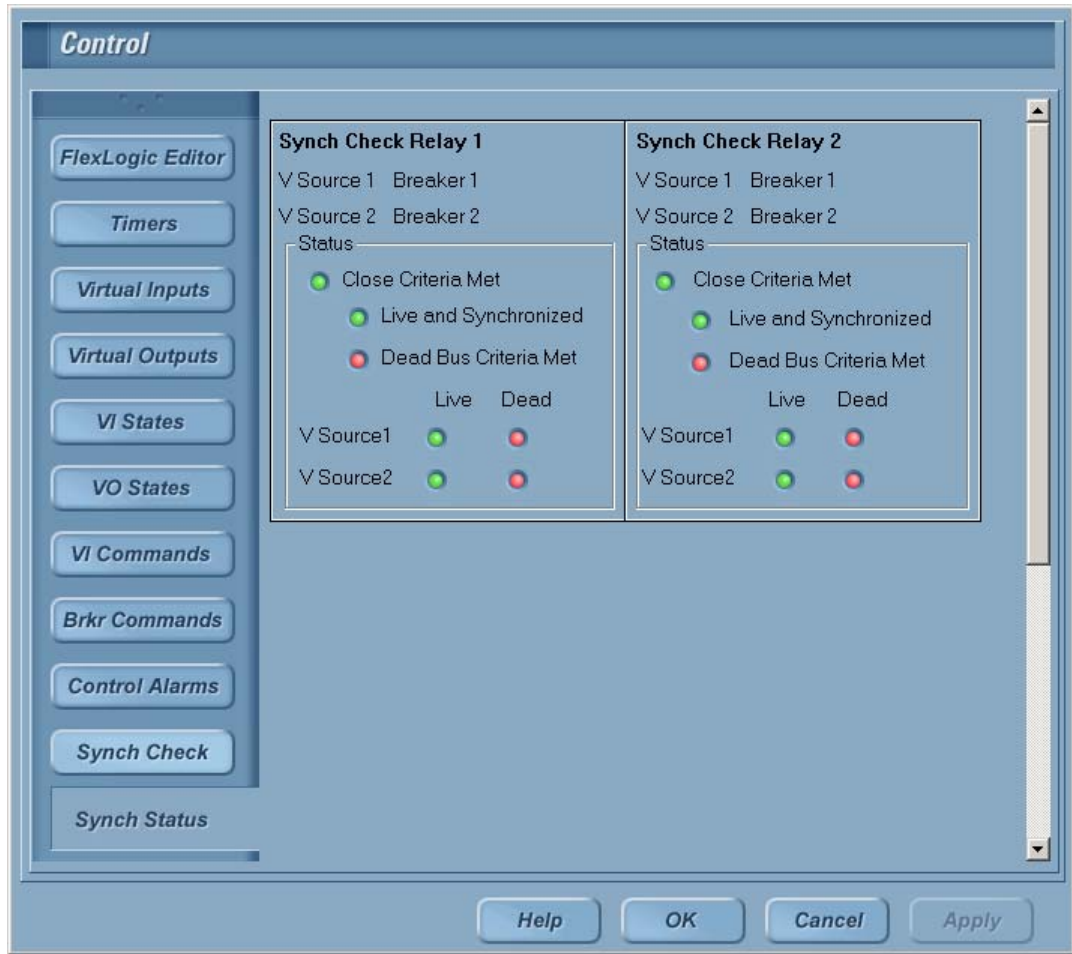 Control
FlexLogic Editor
Timers
Virtual Inputs
Virtual Outputs
VI States
VO States
VI Commands
Brkr Commands
Control Alarms
Synch Check
Synch Status
Synch Check Relay 1
V Source 1 Breaker 1
V Source 2 Breaker 2
Status
Close Criteria Met
Live and Synchronized
Dead Bus Criteria Met
Live Dead
V Source1
V Source2
Synch Check Relay 2
V Source 1 Breaker 1
V Source 2 Breaker 2
Status
Close Criteria Met
Live and Synchronized
Dead Bus Criteria Met
Live Dead
V Source1
V Source2
Help OK Cancel Apply